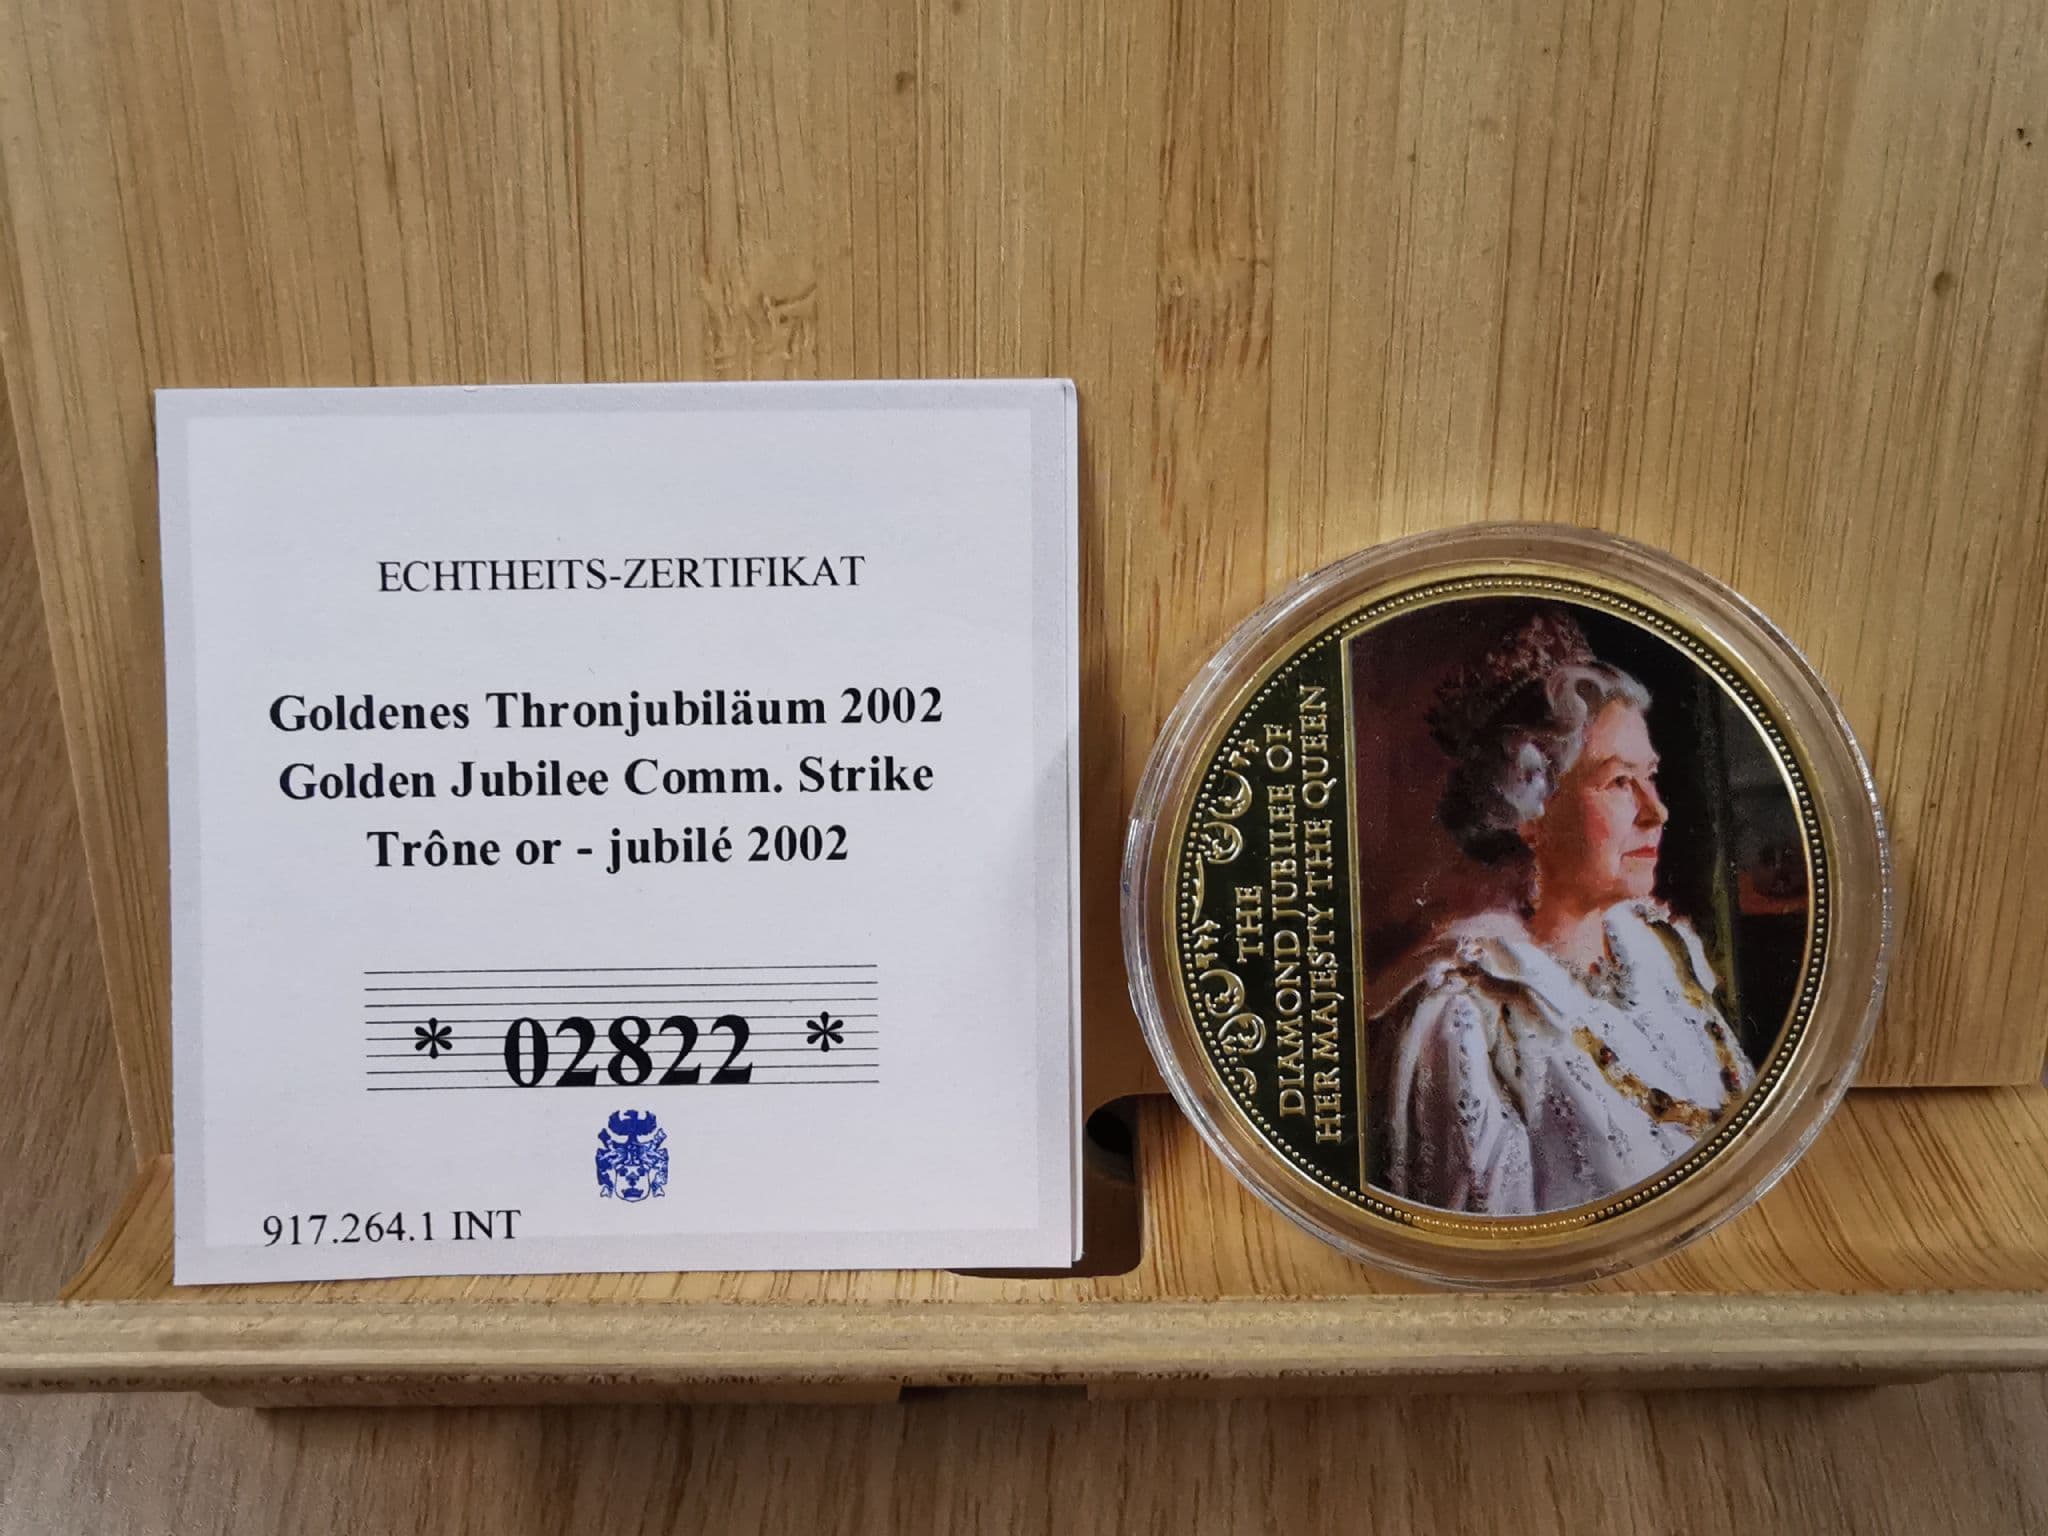 ECHTHEITS-ZERTIFIKAT
Goldenes Thronjubiläum 2002
Golden Jubilee Comm. Strike
Trône or - jubilé 2002
* 02822 *
917.264.1 INT
THE
DIAMOND JUBILEE OF
HER MAJESTY THE QUEEN